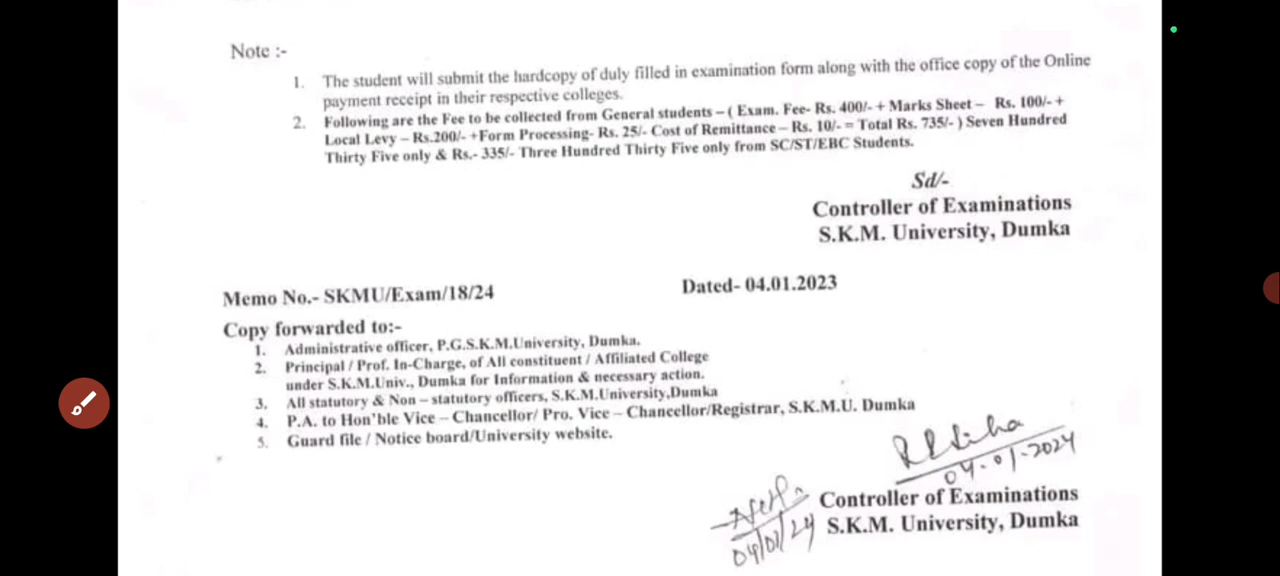 Note :-
1. The student will submit the hardcopy of duly filled in examination form along with the office copy of the Online
payment receipt in their respective colleges.
2. Following are the Fee to be collected from General students – ( Exam. Fee- Rs. 400/- + Marks Sheet – Rs. 100/- +
Local Levy – Rs.200/- +Form Processing- Rs. 25/- Cost of Remittance – Rs. 10/- = Total Rs. 735/- ) Seven Hundred
Thirty Five only & Rs.- 335/- Three Hundred Thirty Five only from SC/ST/EBC Students.
Sd/-
Controller of Examinations
S.K.M. University, Dumka
Memo No.- SKMU/Exam/18/24 Dated- 04.01.2023
Copy forwarded to:-
1. Administrative officer, P.G.S.K.M.University, Dumka.
2. Principal / Prof. In-Charge, of All constituent / Affiliated College
under S.K.M.Univ., Dumka for Information & necessary action.
3. All statutory & Non – statutory officers, S.K.M.University,Dumka
4. P.A. to Hon'ble Vice – Chancellor/ Pro. Vice – Chancellor/Registrar, S.K.M.U. Dumka
5. Guard file / Notice board/University website.
04-01-2024
Controller of Examinations
04/01/24 S.K.M. University, Dumka